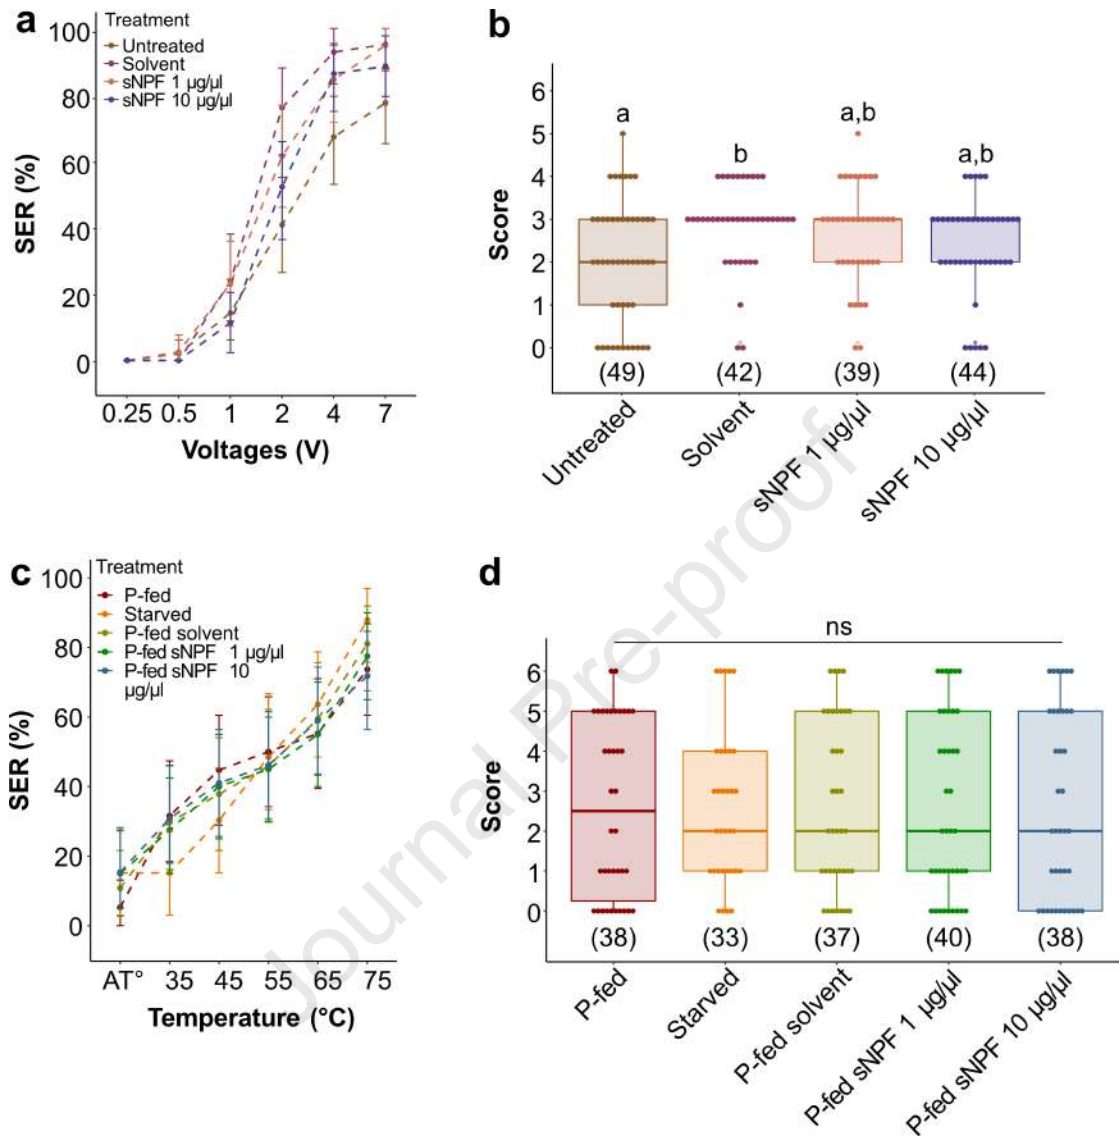 a
Treatment
Untreated
Solvent
sNPF 1 µg/µl
sNPF 10 µg/µl
100
80
60
40
20
0
SER (%)
0.25 0.5 1 2 4 7
Voltages (V)
b
6
5
4
3
2
1
0
Score
a
b
a,b
a,b
(49) (42) (39) (44)
Untreated
Solvent
sNPF 1 µg/µl
sNPF 10 µg/µl
c
Treatment
P-fed
Starved
P-fed solvent
P-fed sNPF 1 µg/µl
P-fed sNPF 10
µg/µl
100
80
60
40
20
0
SER (%)
AT° 35 45 55 65 75
Temperature (°C)
d
ns
6
5
4
3
2
1
0
Score
(38) (33) (37) (40) (38)
P-fed
Starved
P-fed solvent
P-fed sNPF 1 µg/µl
P-fed sNPF 10 µg/µl
Journal Pre-proof